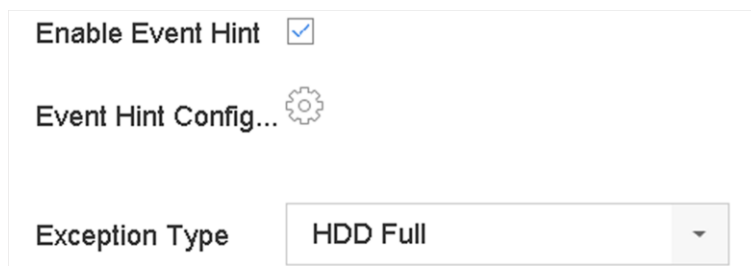 Enable Event Hint
Event Hint Config...
Exception Type HDD Full